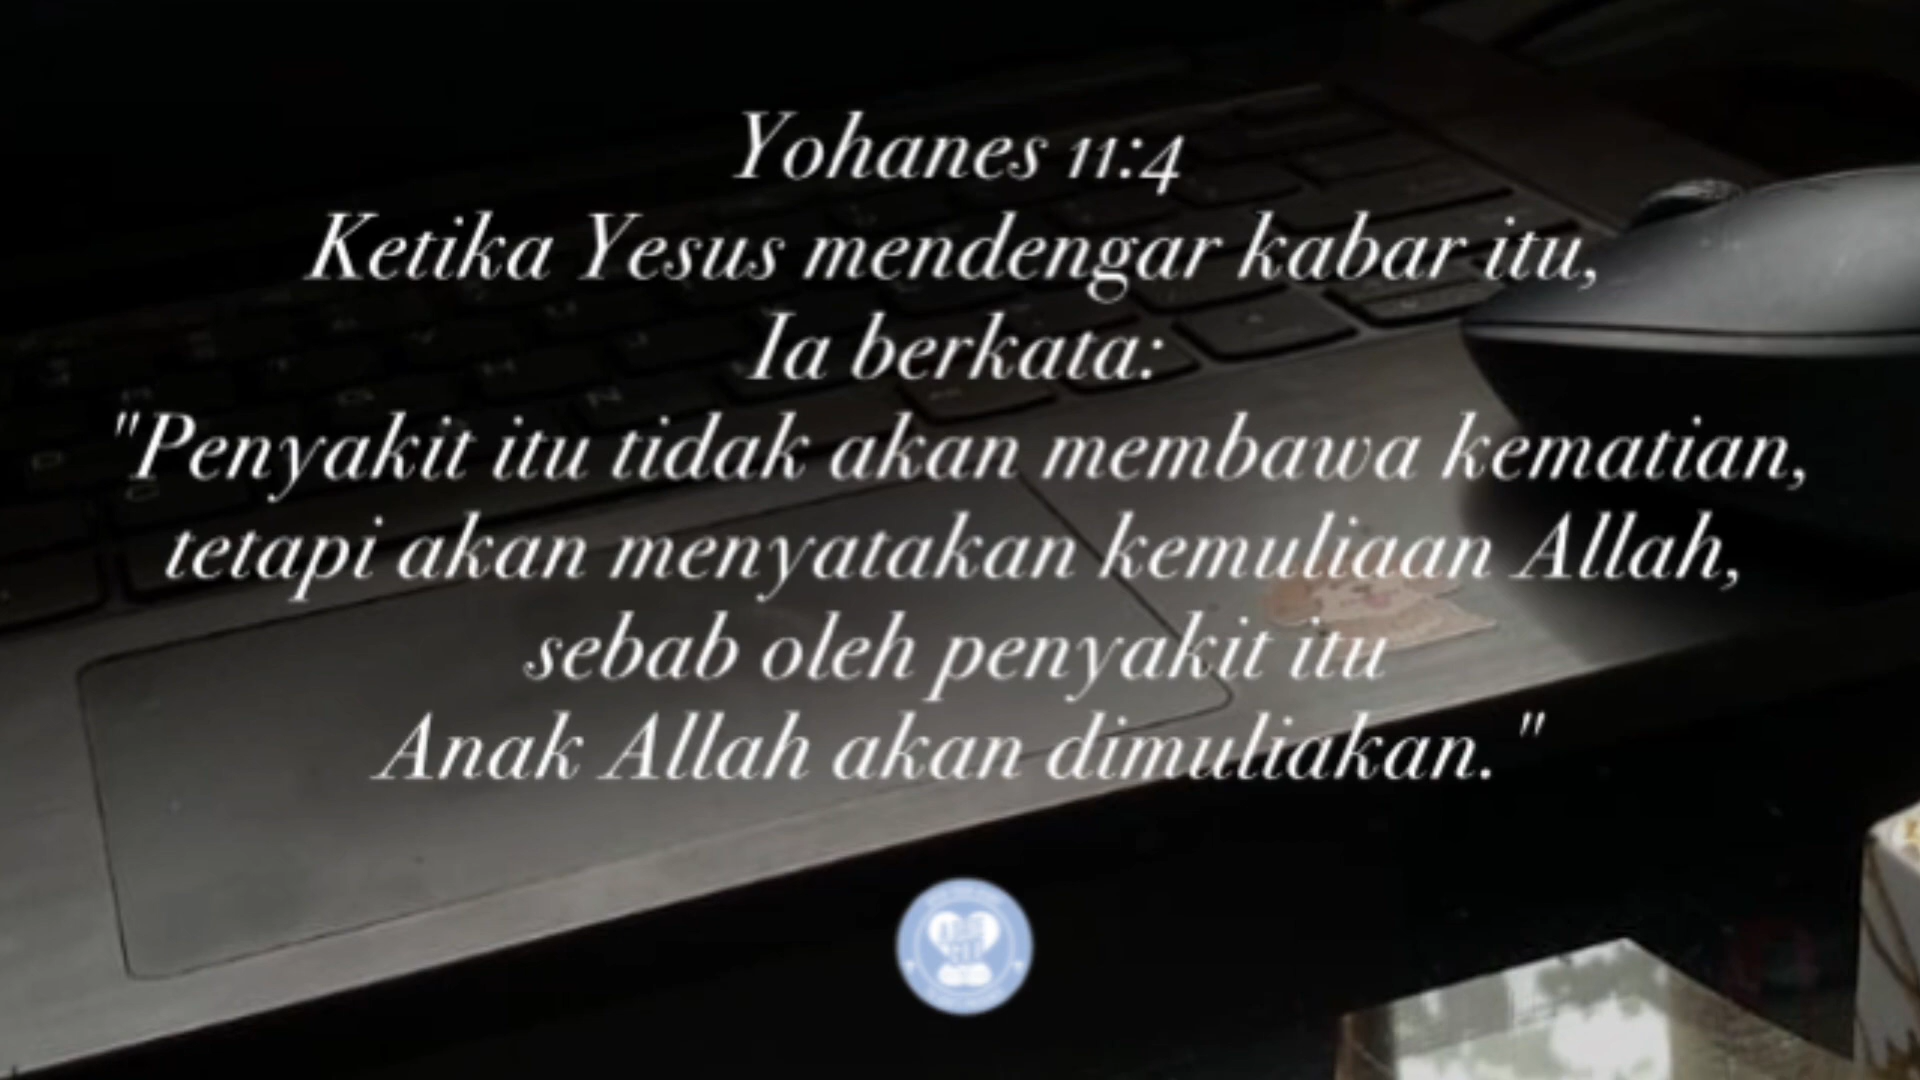 Yohanes 11:4
Ketika Yesus mendengar kabar itu,
Ia berkata:
"Penyakit itu tidak akan membawa kematian,
tetapi akan menyatakan kemuliaan Allah,
sebab oleh penyakit itu
Anak Allah akan dimuliakan."